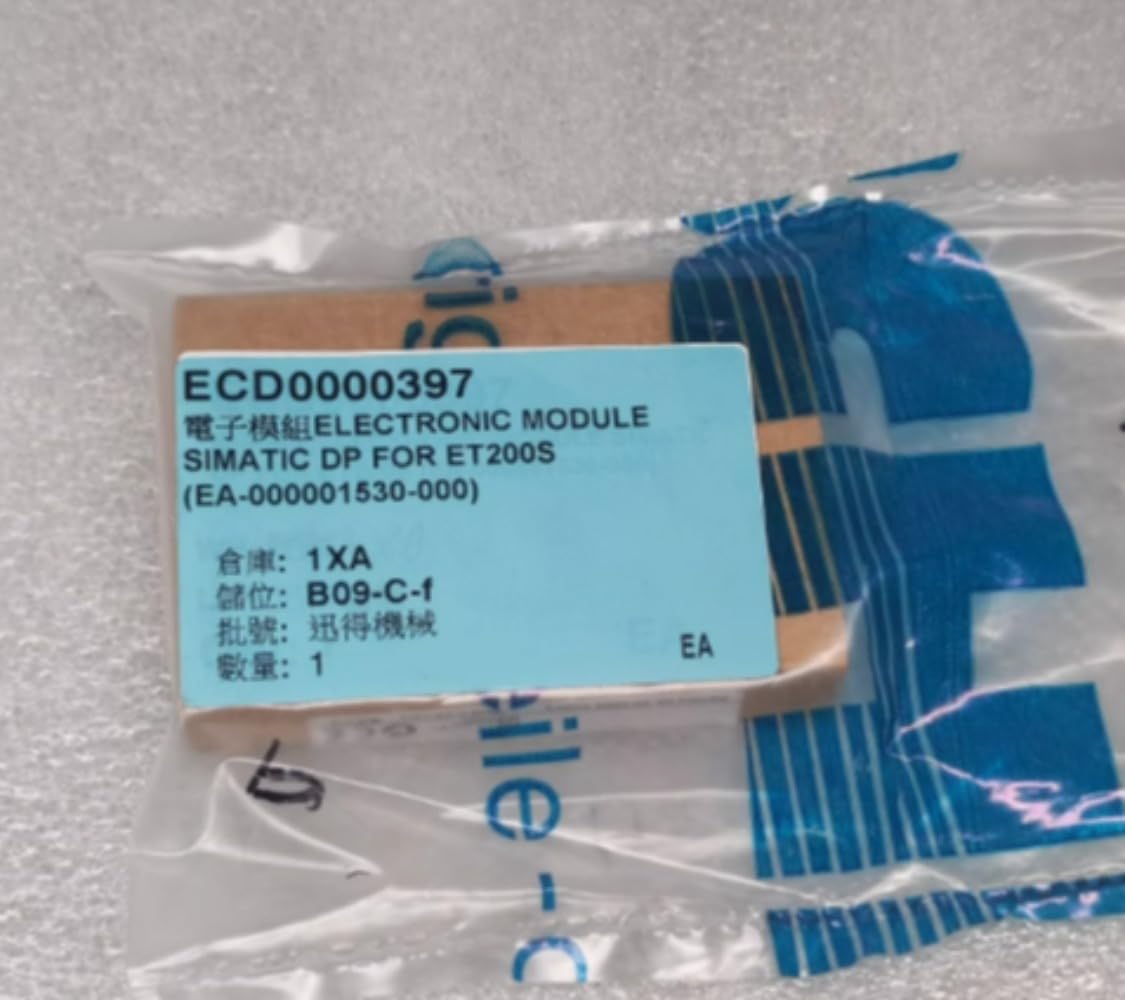 ECD0000397
電子模組ELECTRONIC MODULE
SIMATIC DP FOR ET200S
(EA-000001530-000)
倉庫: 1XA
儲位: B09-C-f
批號: 迅得機械
數量: 1
EA